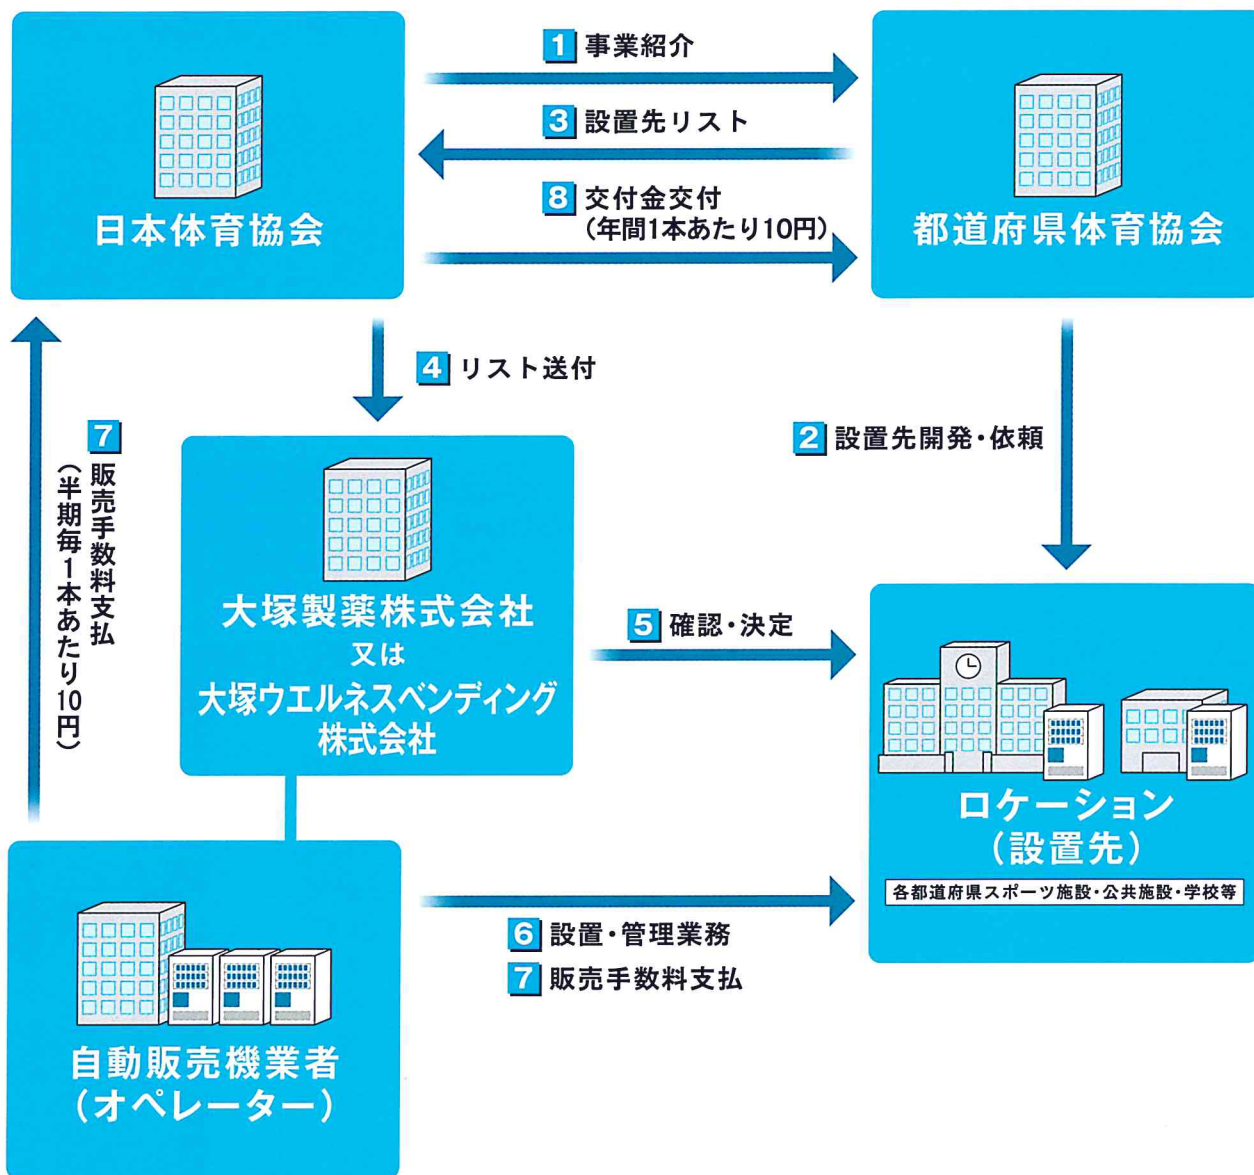 1 事業紹介
3 設置先リスト
8 交付金交付
(年間1本あたり10円)
日本体育協会
都道府県体育協会
4 リスト送付
2 設置先開発・依頼
7
販売手数料支払
(半期毎1本あたり10円)
大塚製薬株式会社
又は
大塚ウエルネスベンディング
株式会社
5 確認・決定
ロケーション
(設置先)
各都道府県スポーツ施設・公共施設・学校等
6 設置・管理業務
7 販売手数料支払
自動販売機業者
(オペレーター)